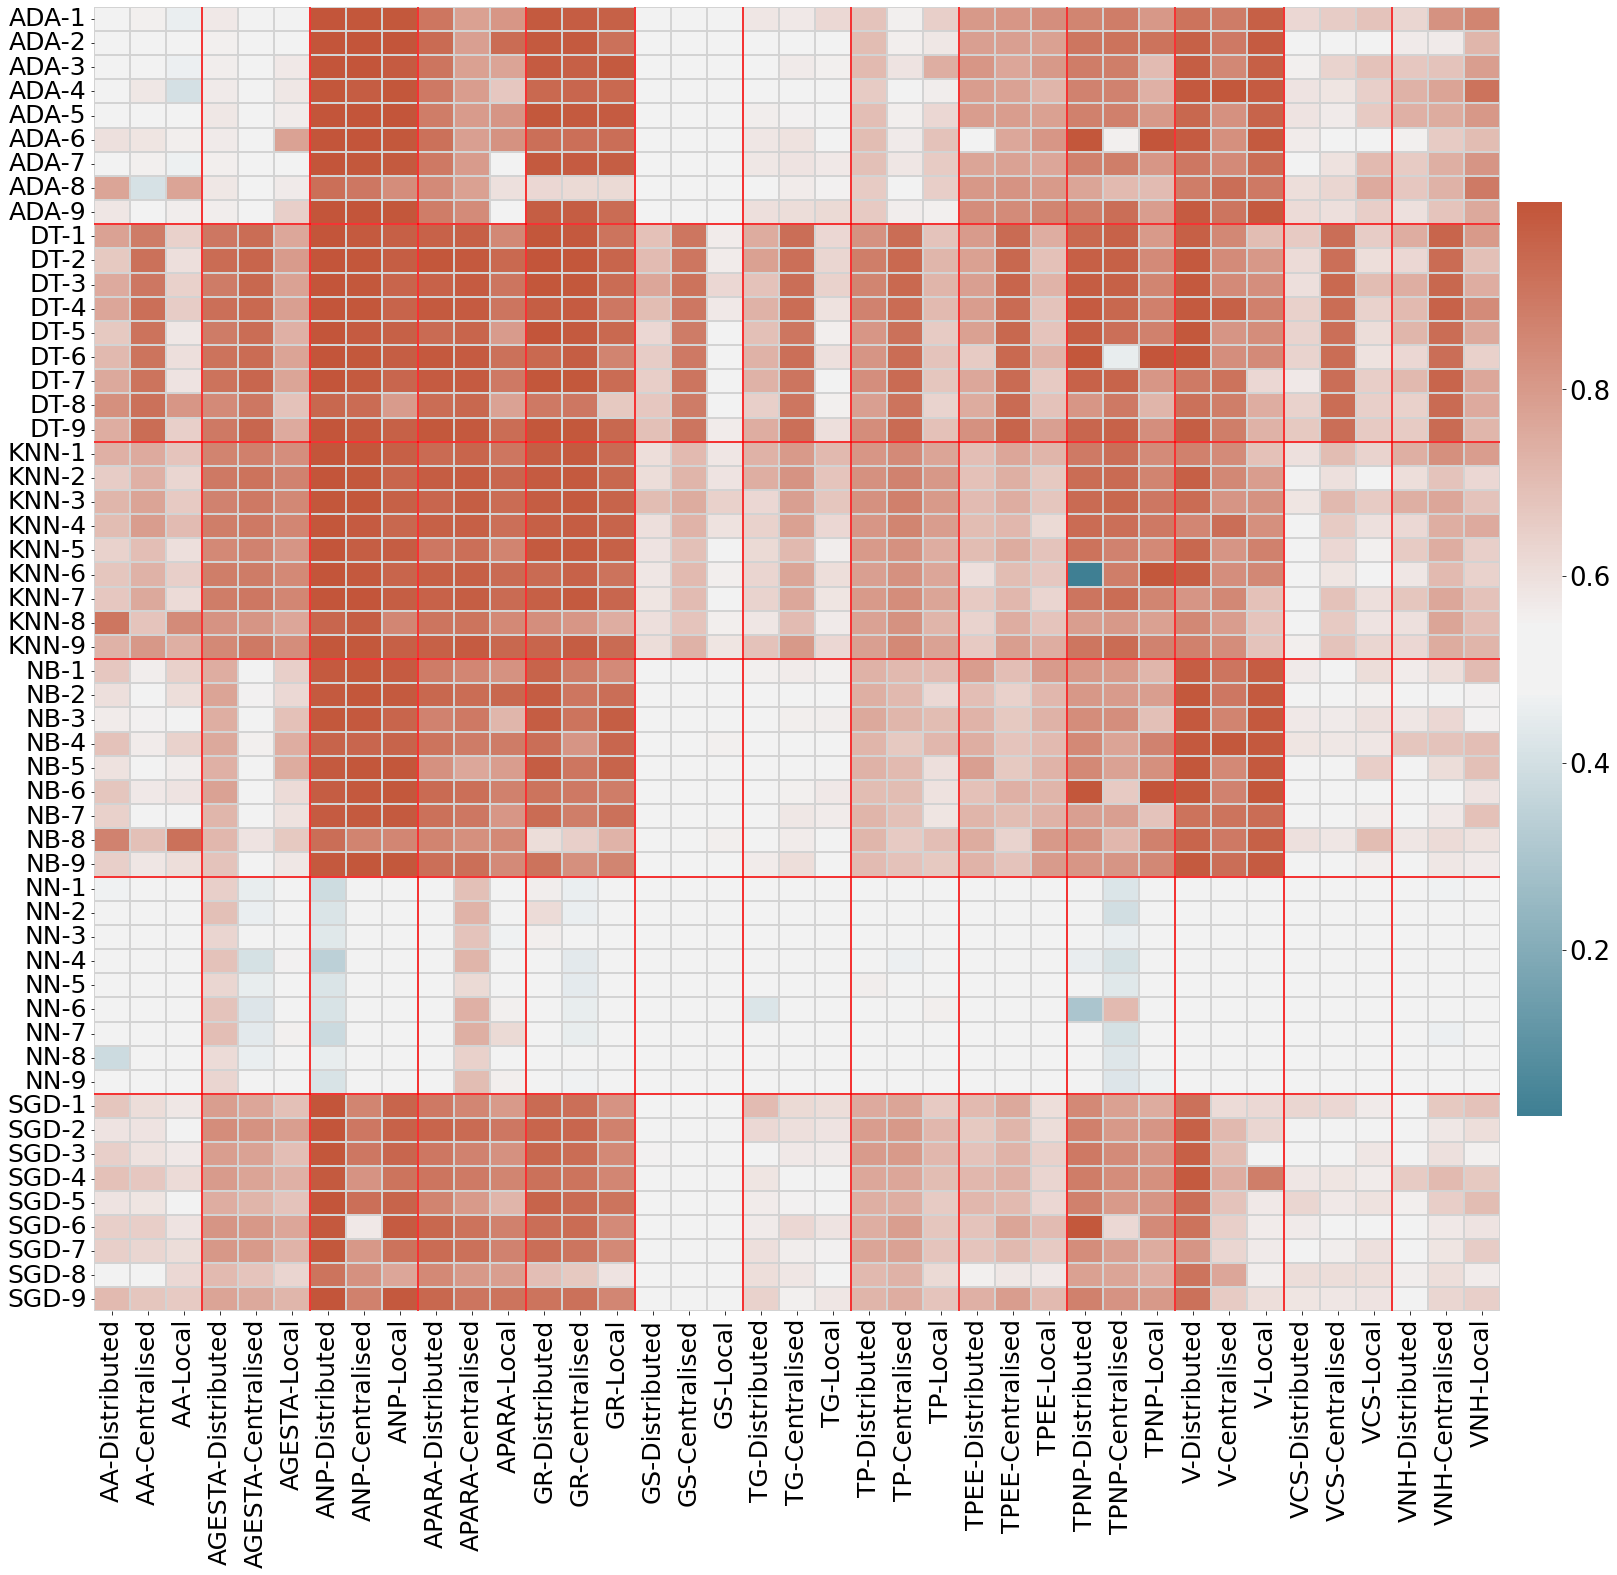 ADA-1
ADA-2
ADA-3
ADA-4
ADA-5
ADA-6
ADA-7
ADA-8
ADA-9
DT-1
DT-2
DT-3
DT-4
DT-5
DT-6
DT-7
DT-8
DT-9
KNN-1
KNN-2
KNN-3
KNN-4
KNN-5
KNN-6
KNN-7
KNN-8
KNN-9
NB-1
NB-2
NB-3
NB-4
NB-5
NB-6
NB-7
NB-8
NB-9
NN-1
NN-2
NN-3
NN-4
NN-5
NN-6
NN-7
NN-8
NN-9
SGD-1
SGD-2
SGD-3
SGD-4
SGD-5
SGD-6
SGD-7
SGD-8
SGD-9
AA-Distributed
AA-Centralised
AA-Local
AGESTA-Distributed
AGESTA-Centralised
AGESTA-Local
ANP-Distributed
ANP-Centralised
ANP-Local
APARA-Distributed
APARA-Centralised
APARA-Local
GR-Distributed
GR-Centralised
GR-Local
GS-Distributed
GS-Centralised
GS-Local
TG-Distributed
TG-Centralised
TG-Local
TP-Distributed
TP-Centralised
TP-Local
TPEE-Distributed
TPEE-Centralised
TPEE-Local
TPNP-Distributed
TPNP-Centralised
TPNP-Local
V-Distributed
V-Centralised
V-Local
VCS-Distributed
VCS-Centralised
VCS-Local
VNH-Distributed
VNH-Centralised
VNH-Local
0.8
0.6
0.4
0.2